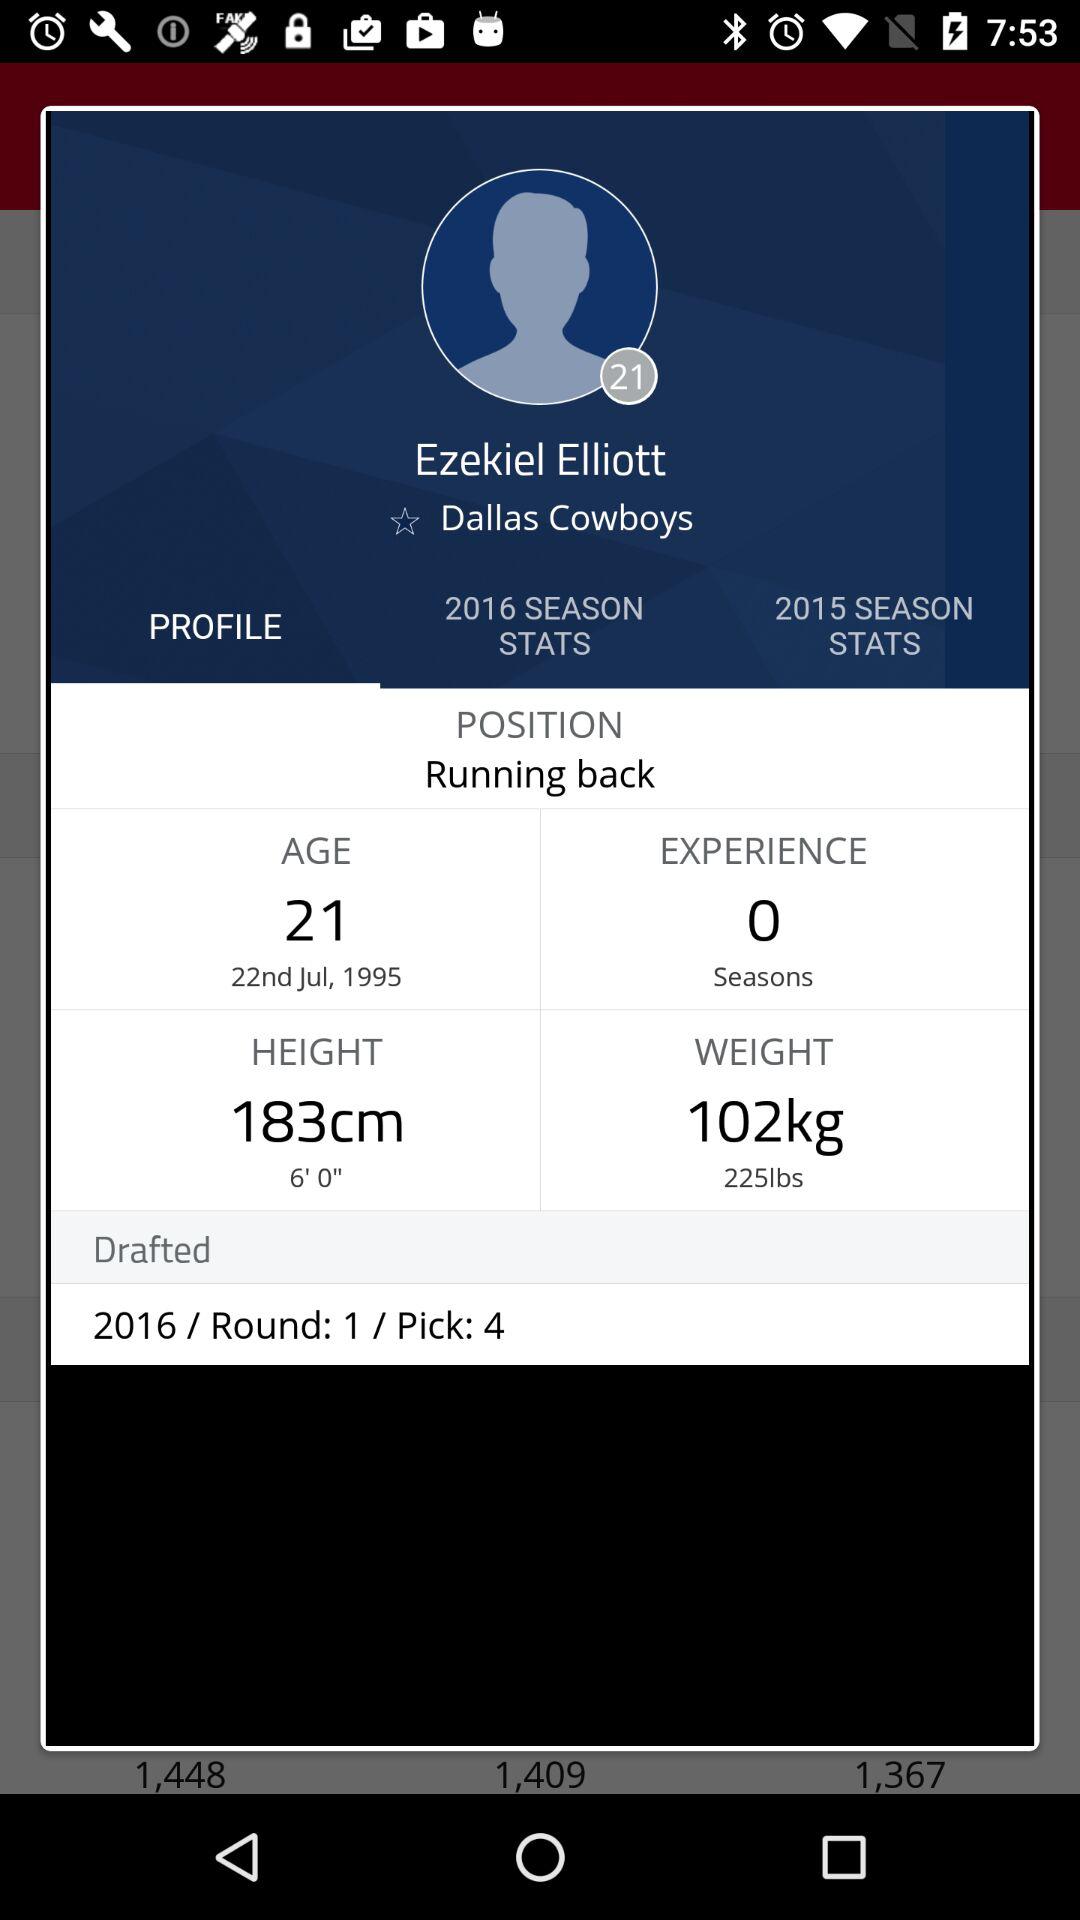 FAKE
7:53
21
Ezekiel Elliott
☆ Dallas Cowboys
PROFILE
2016 SEASON
STATS
2015 SEASON
STATS
POSITION
Running back
AGE
21
22nd Jul, 1995
EXPERIENCE
0
Seasons
HEIGHT
183cm
6' 0"
WEIGHT
102kg
225lbs
Drafted
2016 / Round: 1 / Pick: 4
1,448 1,409 1,367